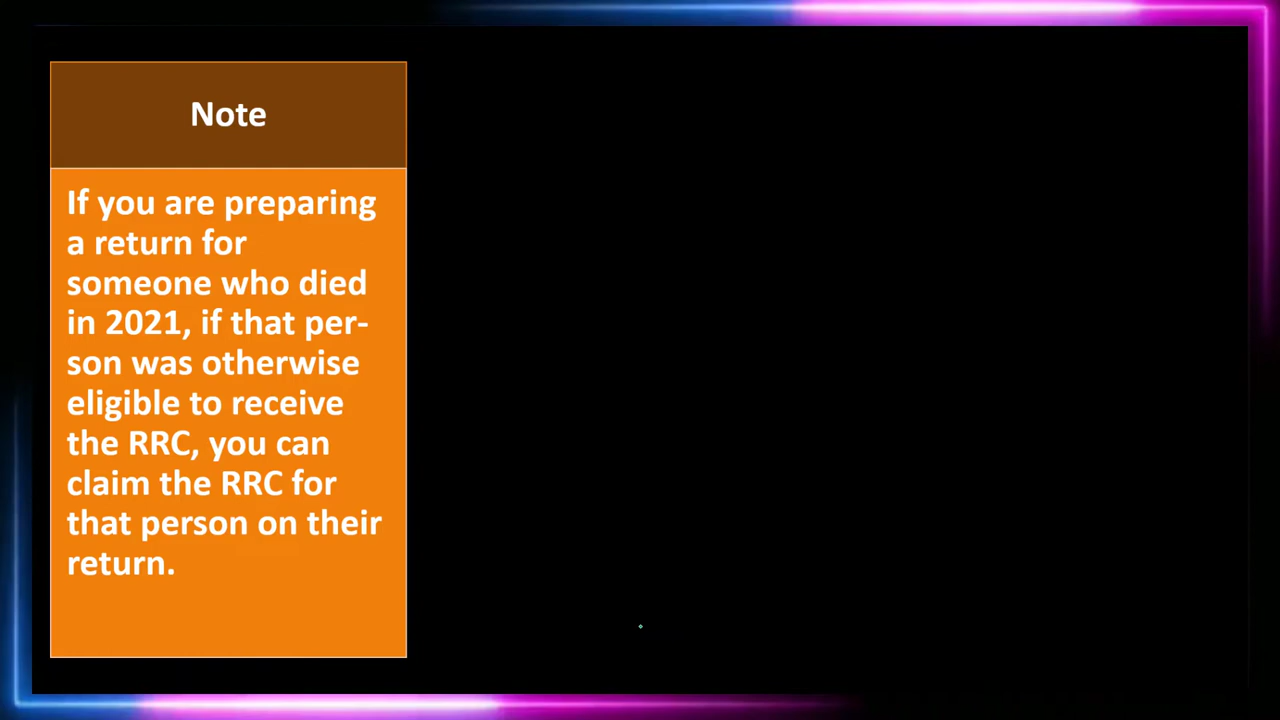 Note
If you are preparing
a return for
someone who died
in 2021, if that per-
son was otherwise
eligible to receive
the RRC, you can
claim the RRC for
that person on their
return.